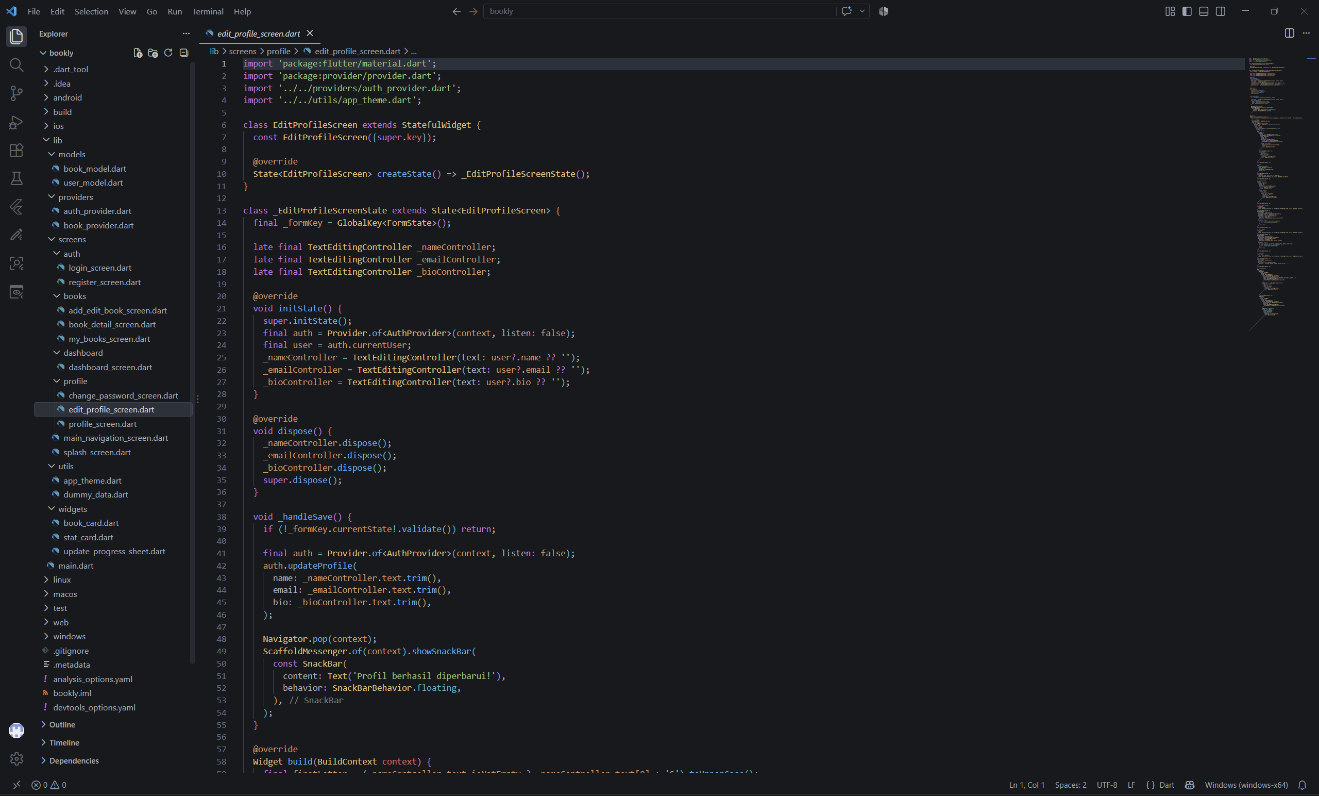 File Edit Selection View Go Run Terminal Help
bookly
Explorer
bookly
.dart_tool
.idea
android
build
ios
lib
models
book_model.dart
user_model.dart
providers
auth_provider.dart
book_provider.dart
screens
auth
login_screen.dart
register_screen.dart
books
add_edit_book_screen.dart
book_detail_screen.dart
my_books_screen.dart
dashboard
dashboard_screen.dart
profile
change_password_screen.dart
edit_profile_screen.dart
profile_screen.dart
main_navigation_screen.dart
splash_screen.dart
utils
app_theme.dart
dummy_data.dart
widgets
book_card.dart
stat_card.dart
update_progress_sheet.dart
main.dart
linux
macos
test
web
windows
.gitignore
.metadata
analysis_options.yaml
bookly.iml
devtools_options.yaml
Outline
Timeline
Dependencies
edit_profile_screen.dart
lib > screens > profile > edit_profile_screen.dart > ...
1 import 'package:flutter/material.dart';
2 import 'package:provider/provider.dart';
3 import '../../providers/auth_provider.dart';
4 import '../../utils/app_theme.dart';
5
6 class EditProfileScreen extends StatefulWidget {
7 const EditProfileScreen({super.key});
8
9 @override
10 State<EditProfileScreen> createState() => _EditProfileScreenState();
11 }
12
13 class _EditProfileScreenState extends State<EditProfileScreen> {
14 final _formKey = GlobalKey<FormState>();
15
16 late final TextEditingController _nameController;
17 late final TextEditingController _emailController;
18 late final TextEditingController _bioController;
19
20 @override
21 void initState() {
22 super.initState();
23 final auth = Provider.of<AuthProvider>(context, listen: false);
24 final user = auth.currentUser;
25 _nameController = TextEditingController(text: user?.name ?? '');
26 _emailController = TextEditingController(text: user?.email ?? '');
27 _bioController = TextEditingController(text: user?.bio ?? '');
28 }
29
30 @override
31 void dispose() {
32 _nameController.dispose();
33 _emailController.dispose();
34 _bioController.dispose();
35 super.dispose();
36 }
37
38 void _handleSave() {
39 if (!_formKey.currentState!.validate()) return;
40
41 final auth = Provider.of<AuthProvider>(context, listen: false);
42 auth.updateProfile(
43 name: _nameController.text.trim(),
44 email: _emailController.text.trim(),
45 bio: _bioController.text.trim(),
46 );
47
48 Navigator.pop(context);
49 ScaffoldMessenger.of(context).showSnackBar(
50 const SnackBar(
51 content: Text('Profil berhasil diperbarui!'),
52 behavior: SnackBarBehavior.floating,
53 ), // SnackBar
54 );
55 }
56
57 @override
58 Widget build(BuildContext context) {
0 0
Ln 1, Col 1 Spaces: 2 UTF-8 LF { } Dart Windows (windows-x64)